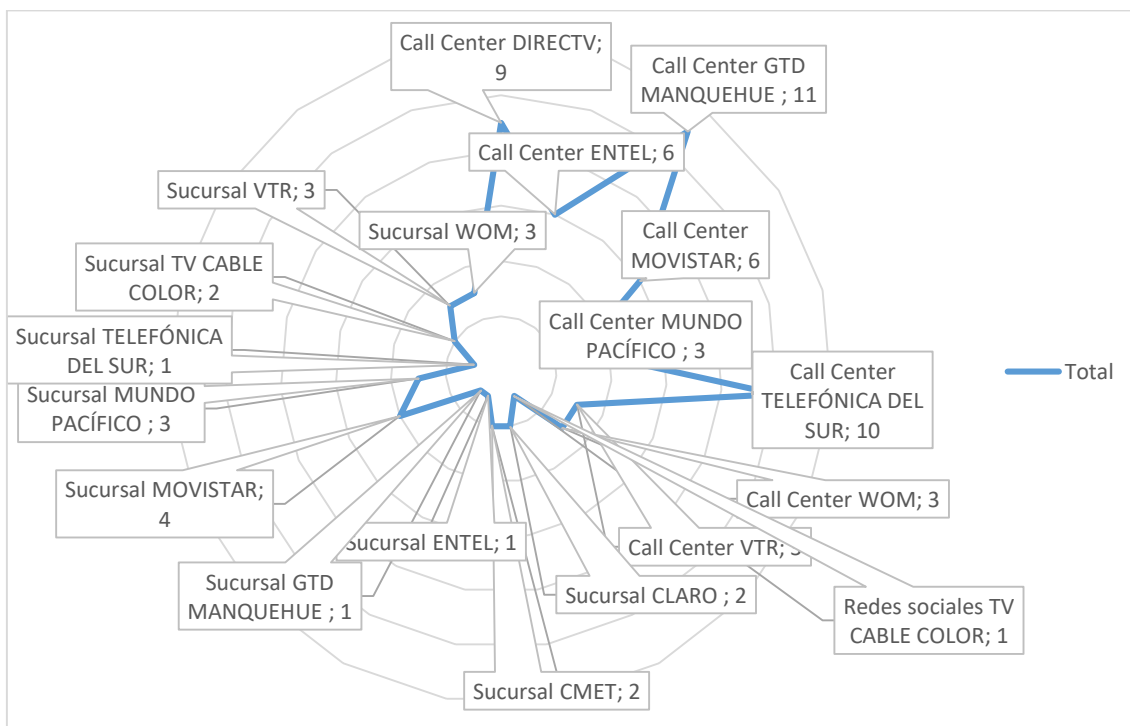 Call Center DIRECTV;
9
Call Center GTD
MANQUEHUE ; 11
Call Center ENTEL; 6
Sucursal VTR; 3
Sucursal WOM; 3
Call Center
MOVISTAR; 6
Sucursal TV CABLE
COLOR; 2
Call Center MUNDO
PACÍFICO ; 3
Sucursal TELEFÓNICA
DEL SUR; 1
Sucursal MUNDO
PACÍFICO ; 3
Call Center
TELEFÓNICA DEL
SUR; 10
Total
Sucursal MOVISTAR;
4
Call Center WOM; 3
Sucursal ENTEL; 1
Call Center VTR; 3
Sucursal GTD
MANQUEHUE ; 1
Sucursal CLARO ; 2
Redes sociales TV
CABLE COLOR; 1
Sucursal CMET; 2